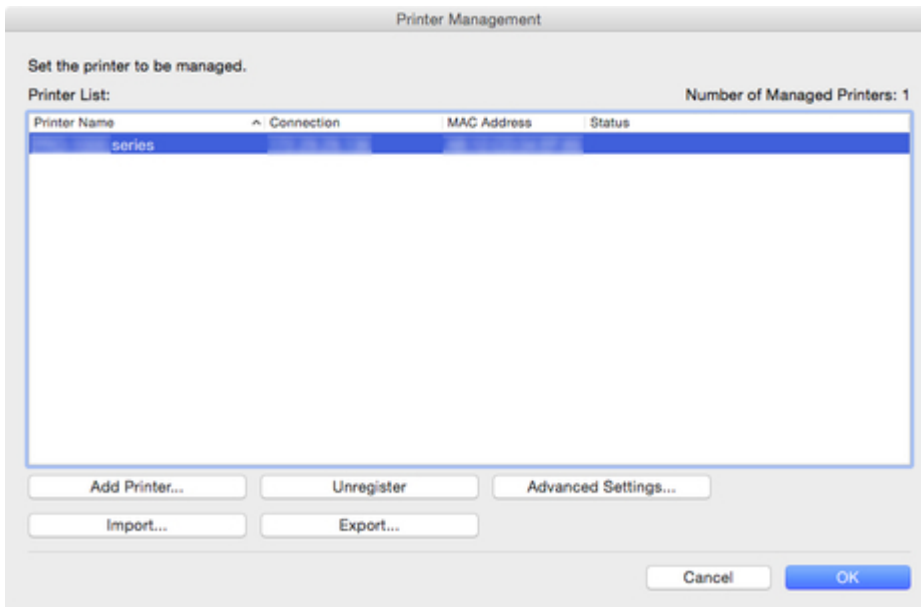 Printer Management
Set the printer to be managed.
Printer List: Number of Managed Printers: 1
Printer Name Connection MAC Address Status
series
Add Printer... Unregister Advanced Settings...
Import... Export...
Cancel OK